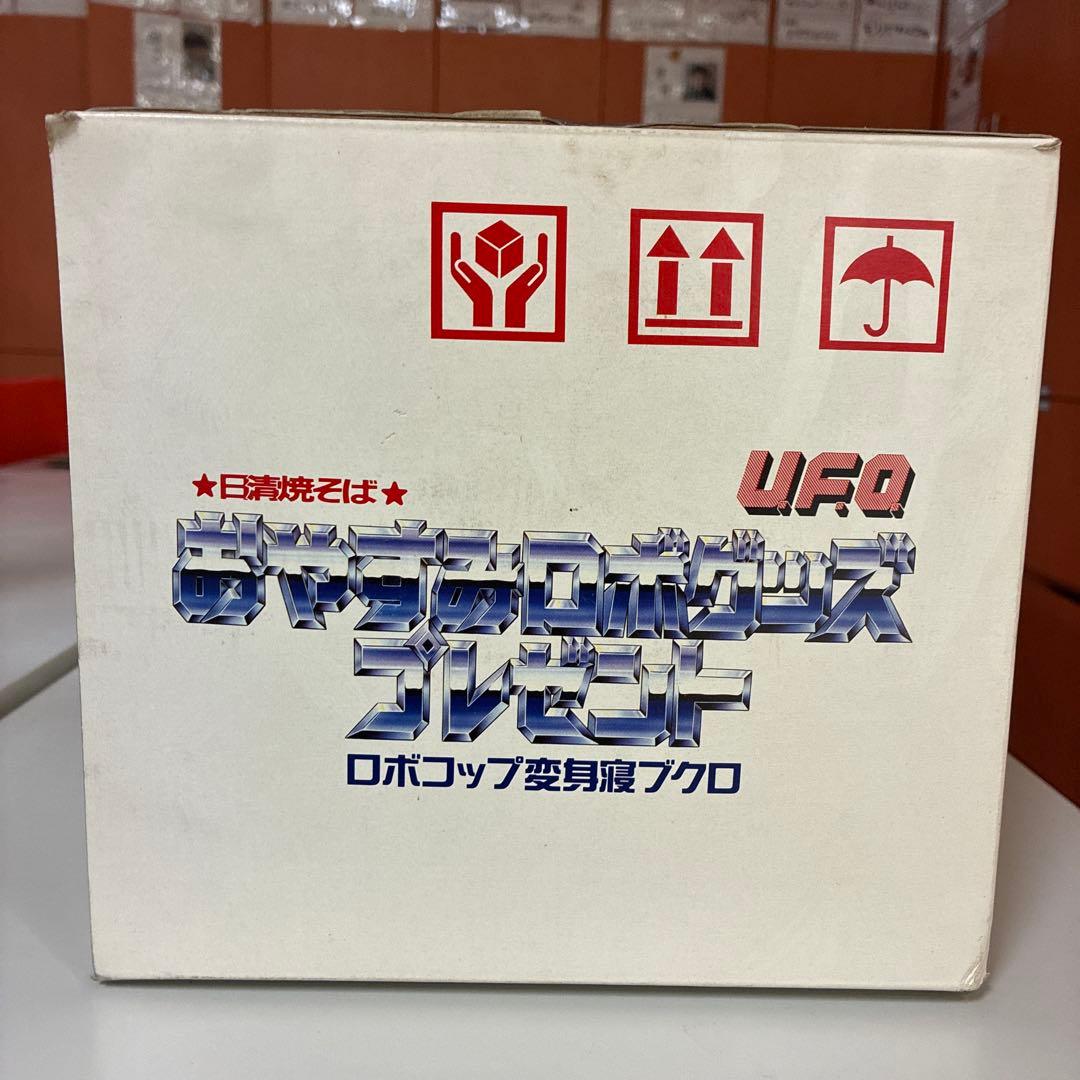 ★日清焼そば★
U.F.O.
おやすみロボグッズ
プレゼント
ロボコップ変身寝ブクロ